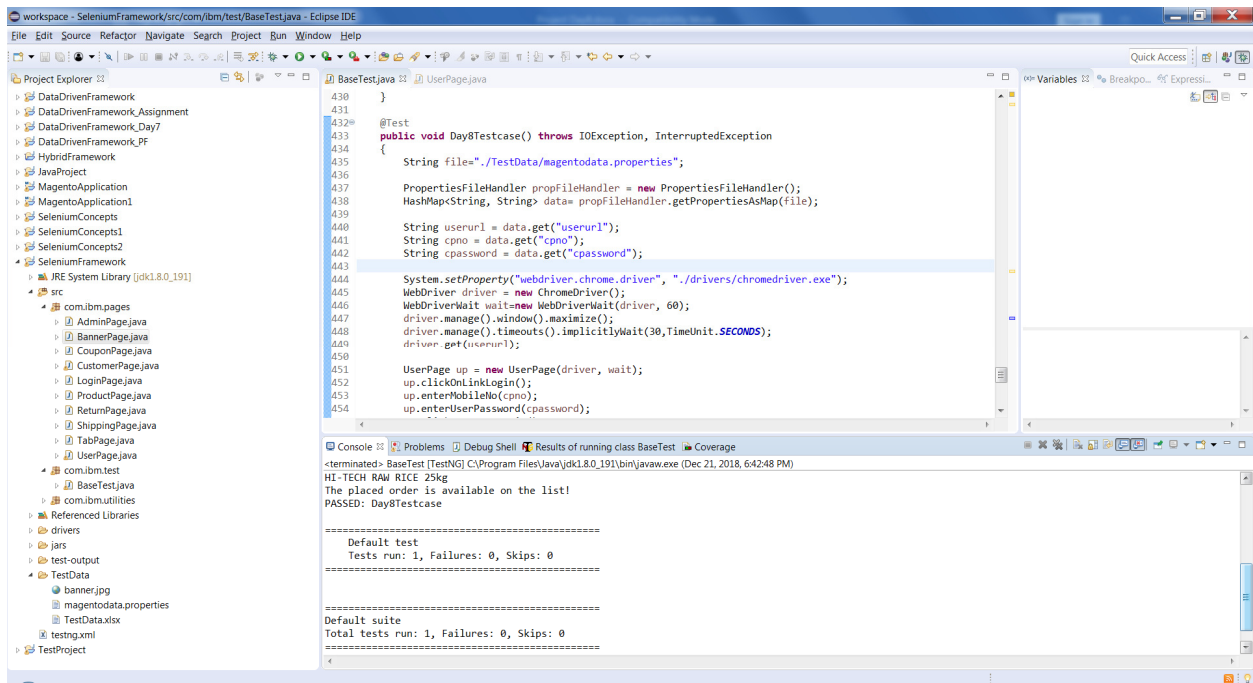 workspace - SeleniumFramework/src/com/ibm/test/BaseTest.java - Eclipse IDE
File Edit Source Refactor Navigate Search Project Run Window Help
Quick Access
Project Explorer
DataDrivenFramework
DataDrivenFramework_Assignment
DataDrivenFramework_Day7
DataDrivenFramework_PF
HybridFramework
JavaProject
MagentoApplication
MagentoApplication1
SeleniumConcepts
SeleniumConcepts1
SeleniumConcepts2
SeleniumFramework
JRE System Library [jdk1.8.0_191]
src
com.ibm.pages
AdminPage.java
BannerPage.java
CouponPage.java
CustomerPage.java
LoginPage.java
ProductPage.java
ReturnPage.java
ShippingPage.java
TabPage.java
UserPage.java
com.ibm.test
BaseTest.java
com.ibm.utilities
Referenced Libraries
drivers
jars
test-output
TestData
banner.jpg
magentodata.properties
TestData.xlsx
testng.xml
TestProject
BaseTest.java UserPage.java
430 }
431
432 @Test
433 public void Day8Testcase() throws IOException, InterruptedException
434 {
435 String file="./TestData/magentodata.properties";
436
437 PropertiesFileHandler propFileHandler = new PropertiesFileHandler();
438 HashMap<String, String> data= propFileHandler.getPropertiesAsMap(file);
439
440 String userurl = data.get("userurl");
441 String cpno = data.get("cpno");
442 String cpassword = data.get("cpassword");
443
444 System.setProperty("webdriver.chrome.driver", "./drivers/chromedriver.exe");
445 WebDriver driver = new ChromeDriver();
446 WebDriverWait wait=new WebDriverWait(driver, 60);
447 driver.manage().window().maximize();
448 driver.manage().timeouts().implicitlyWait(30,TimeUnit.SECONDS);
449 driver.get(userurl);
450
451 UserPage up = new UserPage(driver, wait);
452 up.clickOnLinkLogin();
453 up.enterMobileNo(cpno);
454 up.enterUserPassword(cpassword);
Variables Breakpo... Expressi...
Console Problems Debug Shell Results of running class BaseTest Coverage
<terminated> BaseTest [TestNG] C:\Program Files\Java\jdk1.8.0_191\bin\javaw.exe (Dec 21, 2018, 6:42:48 PM)
HI-TECH RAW RICE 25kg
The placed order is available on the list!
PASSED: Day8Testcase
===============================================
Default test
Tests run: 1, Failures: 0, Skips: 0
===============================================
===============================================
Default suite
Total tests run: 1, Failures: 0, Skips: 0
===============================================